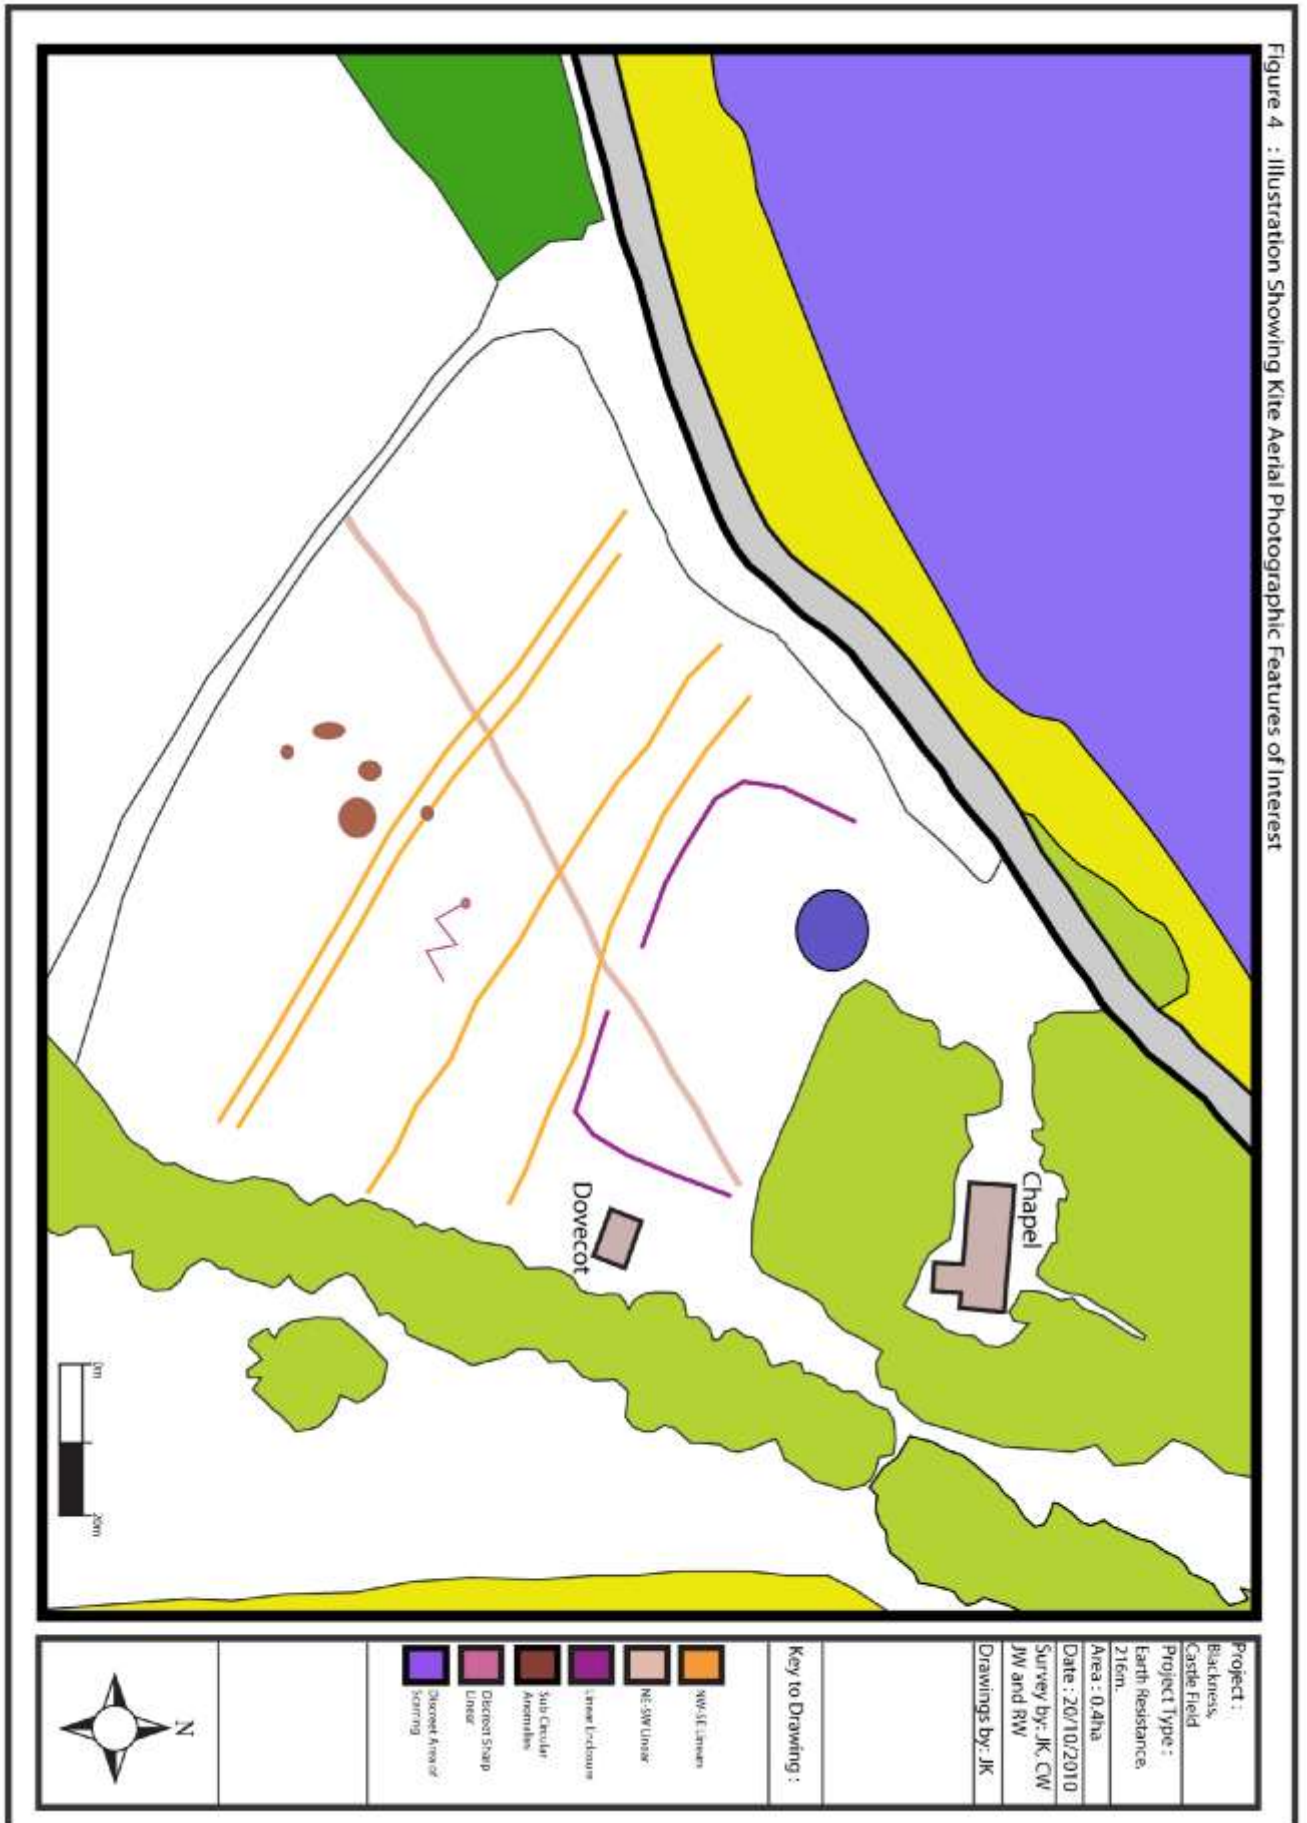 Figure 4 : Illustration Showing Kite Aerial Photographic Features of Interest
Chapel
Dovecot
0m
20m
Project :
Blackness,
Castle Field
Project Type :
Earth Resistance,
216m.
Area : 0.4ha
Date : 20/10/2010
Survey by: JK, CW
JW and RW
Drawings by: JK
Key to Drawing :
NW-SE Linears
NE-SW Linear
Linear Enclosure
Sub Circular
Anomalies
Discreet Sharp
Linear
Discreet Area of
Scarring
N